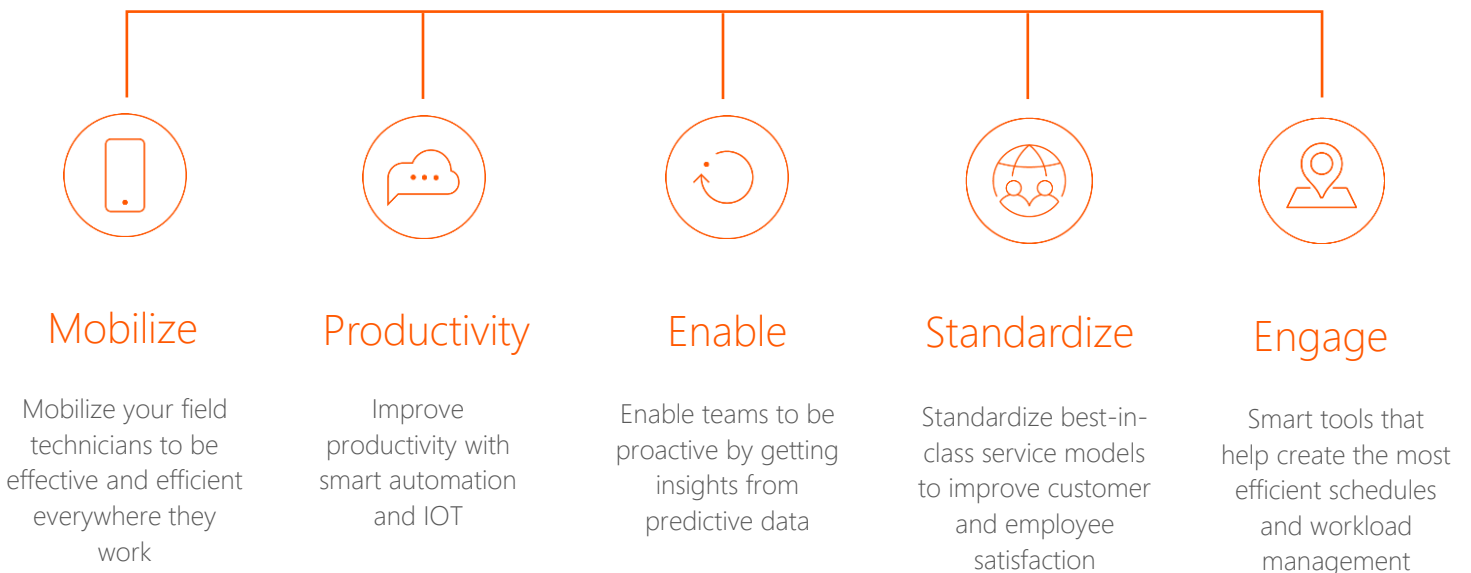 Mobilize
Mobilize your field
technicians to be
effective and efficient
everywhere they
work
Productivity
Improve
productivity with
smart automation
and IOT
Enable
Enable teams to be
proactive by getting
insights from
predictive data
Standardize
Standardize best-in-
class service models
to improve customer
and employee
satisfaction
Engage
Smart tools that
help create the most
efficient schedules
and workload
management